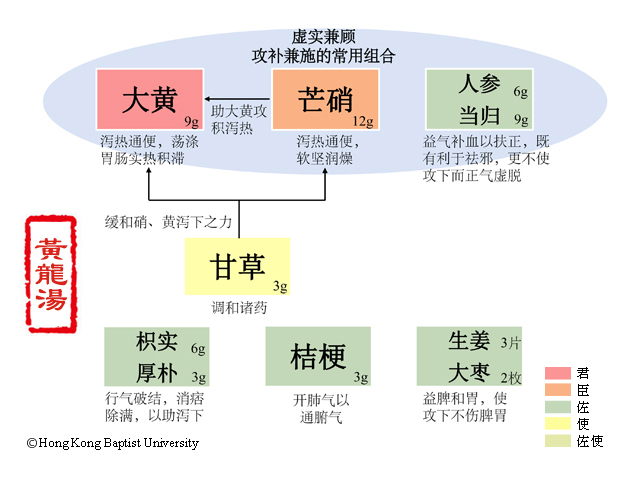 虚实兼顾
攻补兼施的常用组合
大黄
9g
助大黄攻
积泻热
芒硝
12g
人参 6g
当归 9g
泻热通便，荡涤
胃肠实热积滞
泻热通便，
软坚润燥
益气补血以扶正，既
有利于祛邪，更不使
攻下而正气虚脱
缓和硝、黄泻下之力
黃龍湯
甘草
3g
调和诸药
枳实 6g
厚朴 3g
桔梗
3g
生姜 3片
大枣 2枚
行气破结，消痞
除满，以助泻下
开肺气以
通腑气
益脾和胃，使
攻下不伤脾胃
君
臣
佐
使
佐使
©Hong Kong Baptist University